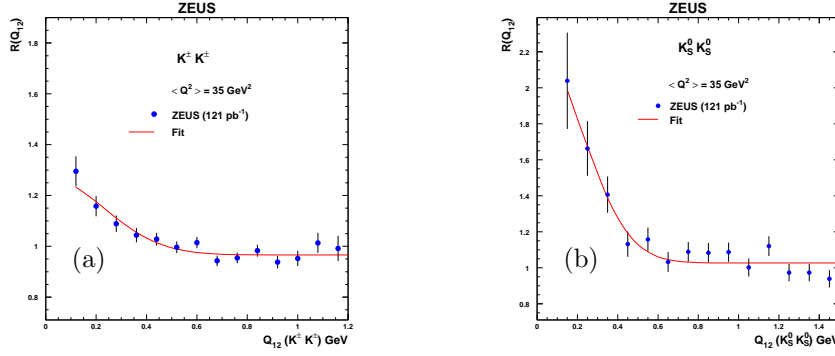 ZEUS
R(Q12)
1.8
1.6
1.4
1.2
1
0.8
K± K±
< Q² > = 35 GeV²
ZEUS (121 pb⁻¹)
Fit
(a)
0 0.2 0.4 0.6 0.8 1 1.2
Q12 (K± K±) GeV
ZEUS
R(Q12)
2.2
2
1.8
1.6
1.4
1.2
1
0.8
K⁰S K⁰S
< Q² > = 35 GeV²
ZEUS (121 pb⁻¹)
Fit
(b)
0 0.2 0.4 0.6 0.8 1 1.2 1.4
Q12 (K⁰S K⁰S) GeV